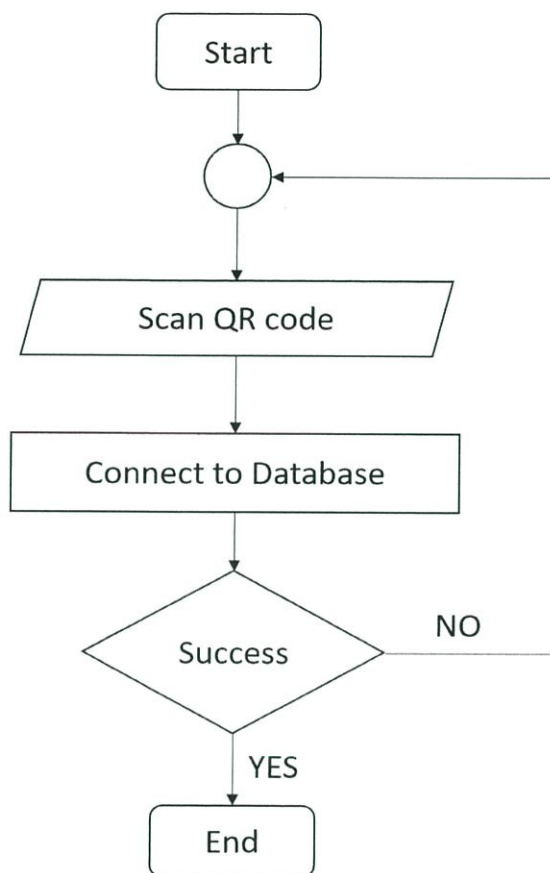 Start
Scan QR code
Connect to Database
Success
NO
YES
End